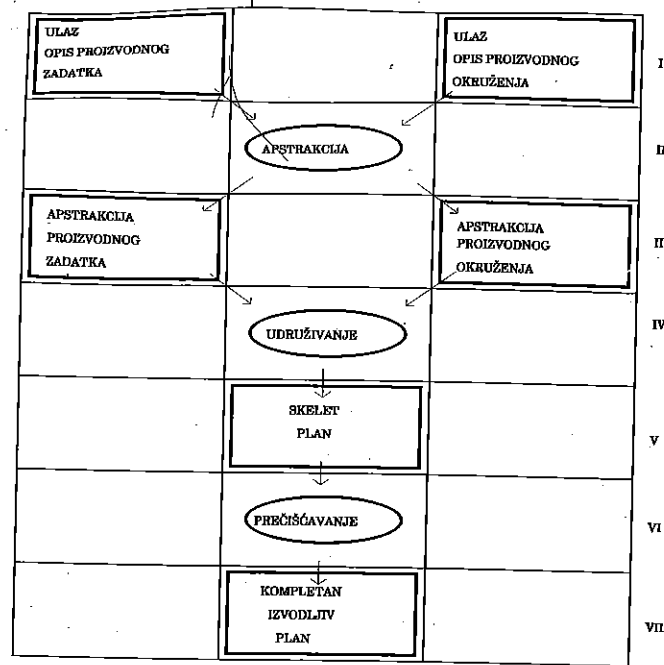 ULAZ
OPIS PROIZVODNOG
ZADATKA
ULAZ
OPIS PROIZVODNOG
OKRUŽENJA
I
APSTRAKCIJA
II
APSTRAKCIJA
PROIZVODNOG
ZADATKA
APSTRAKCIJA
PROIZVODNOG
OKRUŽENJA
III
UDRUŽIVANJE
IV
SKELET
PLAN
V
PREČIŠĆAVANJE
VI
KOMPLETAN
IZVODLJIV
PLAN
VII